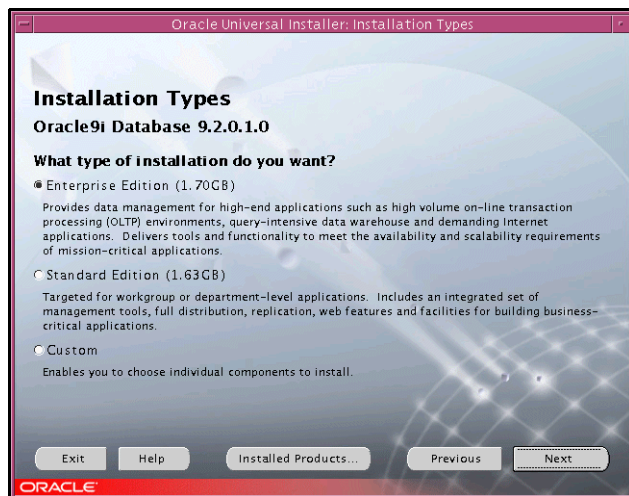 Oracle Universal Installer: Installation Types
Installation Types
Oracle9i Database 9.2.0.1.0
What type of installation do you want?
Enterprise Edition (1.70GB)
Provides data management for high-end applications such as high volume on-line transaction
processing (OLTP) environments, query-intensive data warehouse and demanding Internet
applications. Delivers tools and functionality to meet the availability and scalability requirements
of mission-critical applications.
Standard Edition (1.63GB)
Targeted for workgroup or department-level applications. Includes an integrated set of
management tools, full distribution, replication, web features and facilities for building business-
critical applications.
Custom
Enables you to choose individual components to install.
Exit Help Installed Products... Previous Next
ORACLE